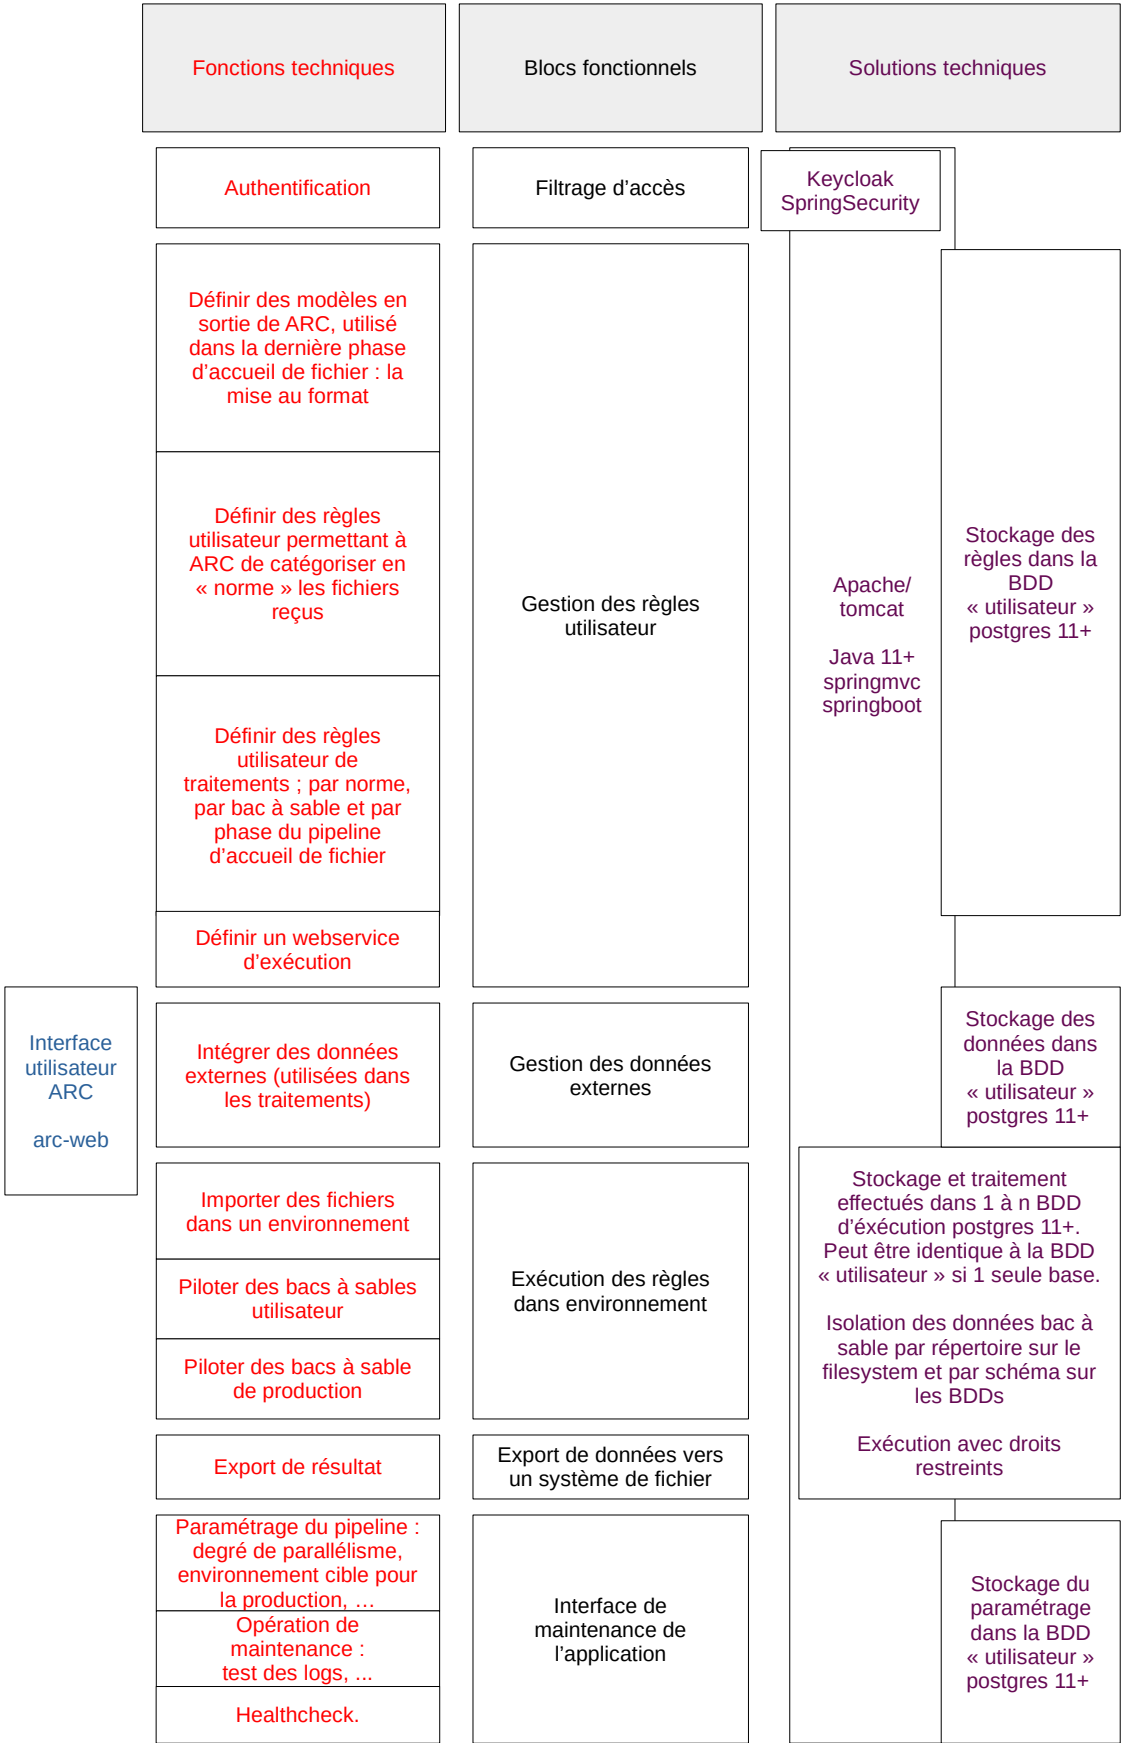 Fonctions techniques
Blocs fonctionnels
Solutions techniques
Authentification
Filtrage d'accès
Keycloak
SpringSecurity
Définir des modèles en
sortie de ARC, utilisé
dans la dernière phase
d'accueil de fichier : la
mise au format
Définir des règles
utilisateur permettant à
ARC de catégoriser en
« norme » les fichiers
reçus
Définir des règles
utilisateur de
traitements ; par norme,
par bac à sable et par
phase du pipeline
d'accueil de fichier
Définir un webservice
d'exécution
Gestion des règles
utilisateur
Apache/
tomcat
Java 11+
springmvc
springboot
Stockage des
règles dans la
BDD
« utilisateur »
postgres 11+
Interface
utilisateur
ARC
arc-web
Intégrer des données
externes (utilisées dans
les traitements)
Gestion des données
externes
Stockage des
données dans
la BDD
« utilisateur »
postgres 11+
Importer des fichiers
dans un environnement
Piloter des bacs à sables
utilisateur
Piloter des bacs à sable
de production
Exécution des règles
dans environnement
Stockage et traitement
effectués dans 1 à n BDD
d'éxécution postgres 11+.
Peut être identique à la BDD
« utilisateur » si 1 seule base.
Isolation des données bac à
sable par répertoire sur le
filesystem et par schéma sur
les BDDs
Exécution avec droits
restreints
Export de résultat
Export de données vers
un système de fichier
Paramétrage du pipeline :
degré de parallélisme,
environnement cible pour
la production, …
Opération de
maintenance :
test des logs, ...
Healthcheck.
Interface de
maintenance de
l'application
Stockage du
paramétrage
dans la BDD
« utilisateur »
postgres 11+